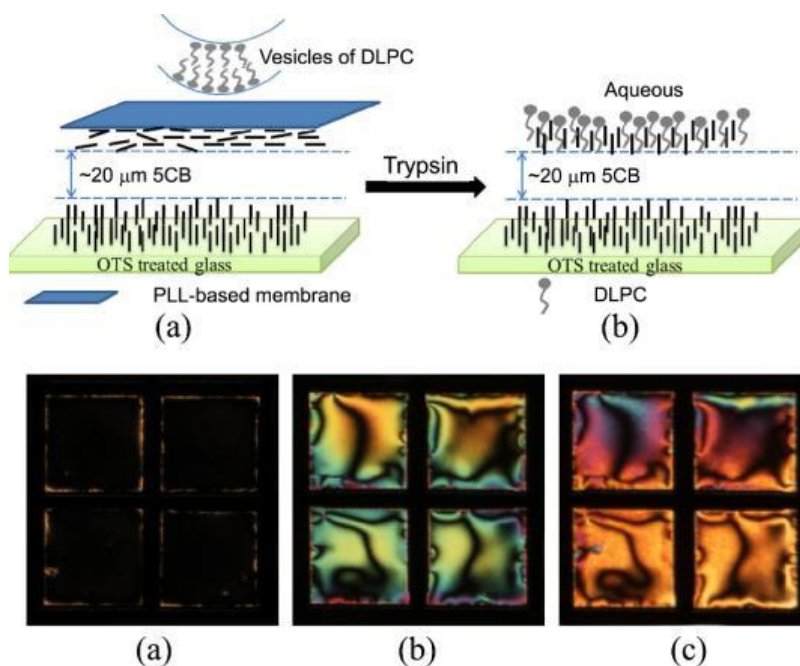 Vesicles of DLPC
~20 μm 5CB
OTS treated glass
PLL-based membrane
(a)
Trypsin
Aqueous
~20 μm 5CB
OTS treated glass
DLPC
(b)
(a) (b) (c)